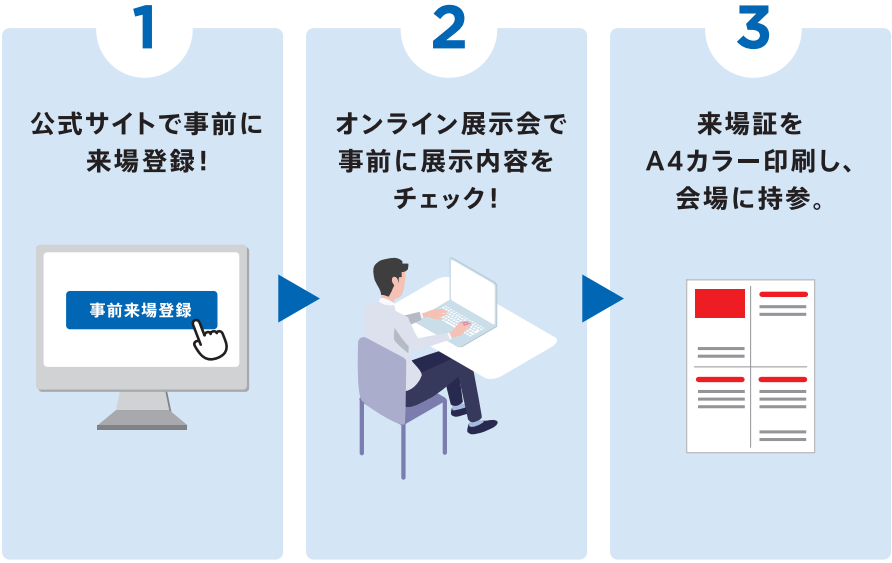 1
公式サイトで事前に
来場登録！
事前来場登録
2
オンライン展示会で
事前に展示内容を
チェック！
3
来場証を
A4カラー印刷し、
会場に持参。